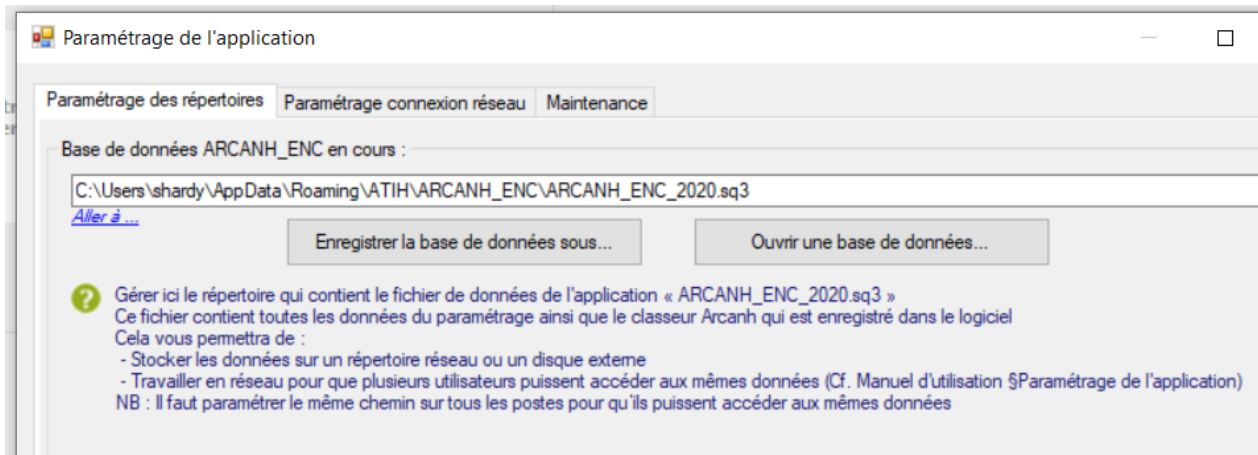 Paramétrage de l'application
Paramétrage des répertoires Paramétrage connexion réseau Maintenance
Base de données ARCANH_ENC en cours :
C:\Users\shardy\AppData\Roaming\ATIH\ARCANH_ENC\ARCANH_ENC_2020.sq3
Aller à ...
Enregistrer la base de données sous... Ouvrir une base de données...
? Gérer ici le répertoire qui contient le fichier de données de l'application « ARCANH_ENC_2020.sq3 »
Ce fichier contient toutes les données du paramétrage ainsi que le classeur Arcanh qui est enregistré dans le logiciel
Cela vous permettra de :
- Stocker les données sur un répertoire réseau ou un disque externe
- Travailler en réseau pour que plusieurs utilisateurs puissent accéder aux mêmes données (Cf. Manuel d'utilisation §Paramétrage de l'application)
NB : Il faut paramétrer le même chemin sur tous les postes pour qu'ils puissent accéder aux mêmes données